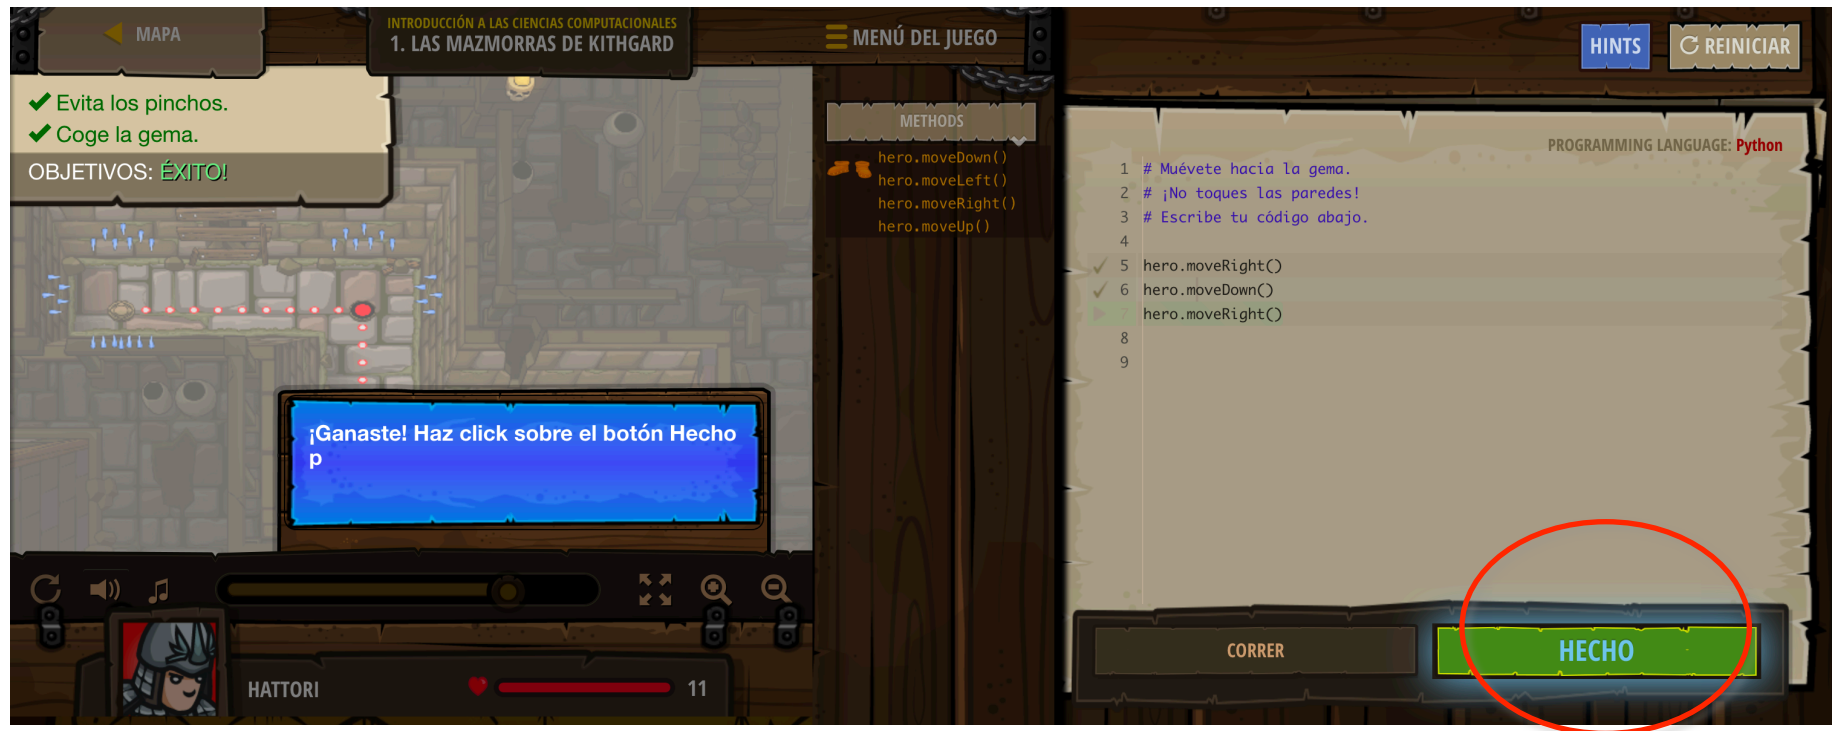 MAPA
INTRODUCCIÓN A LAS CIENCIAS COMPUTACIONALES
1. LAS MAZMORRAS DE KITHGARD
MENÚ DEL JUEGO
HINTS
REINICIAR
Evita los pinchos.
Coge la gema.
OBJETIVOS: ÉXITO!
METHODS
hero.moveDown()
hero.moveLeft()
hero.moveRight()
hero.moveUp()
PROGRAMMING LANGUAGE: Python
1 # Muévete hacia la gema.
2 # ¡No toques las paredes!
3 # Escribe tu código abajo.
4
5 hero.moveRight()
6 hero.moveDown()
7 hero.moveRight()
8
9
¡Ganaste! Haz click sobre el botón Hecho
p
HATTORI
11
CORRER
HECHO